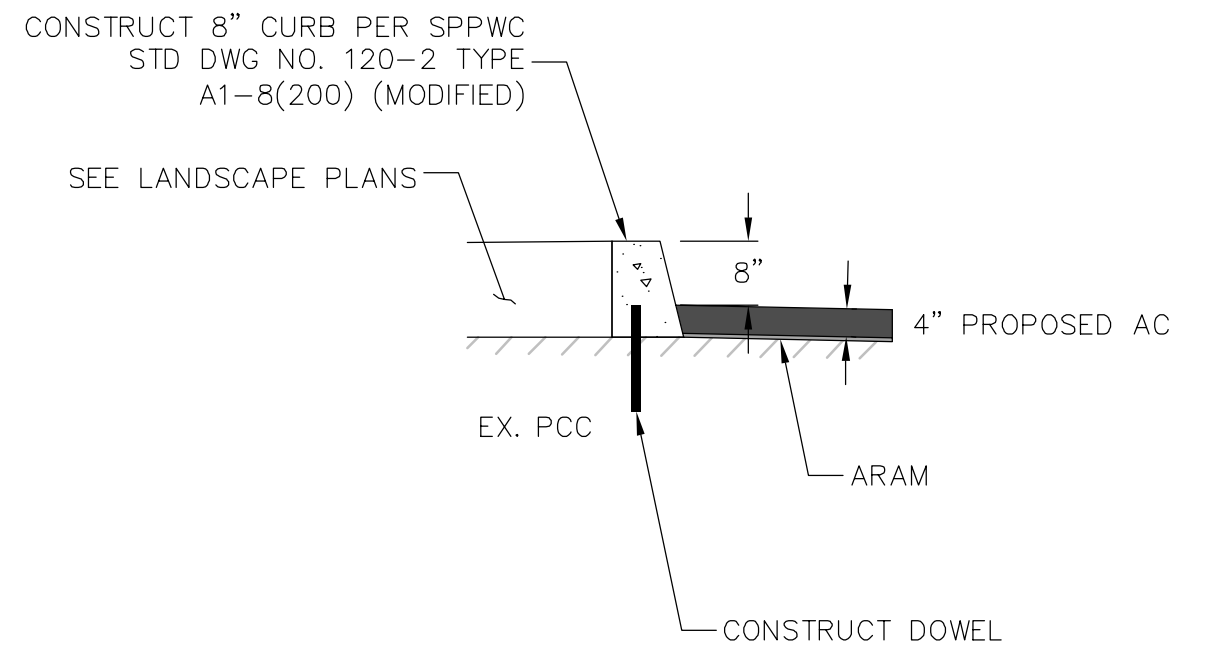 CONSTRUCT 8” CURB PER SPPWC
STD DWG NO. 120-2 TYPE
A1-8(200) (MODIFIED)
SEE LANDSCAPE PLANS
8”
4” PROPOSED AC
EX. PCC
ARAM
CONSTRUCT DOWEL